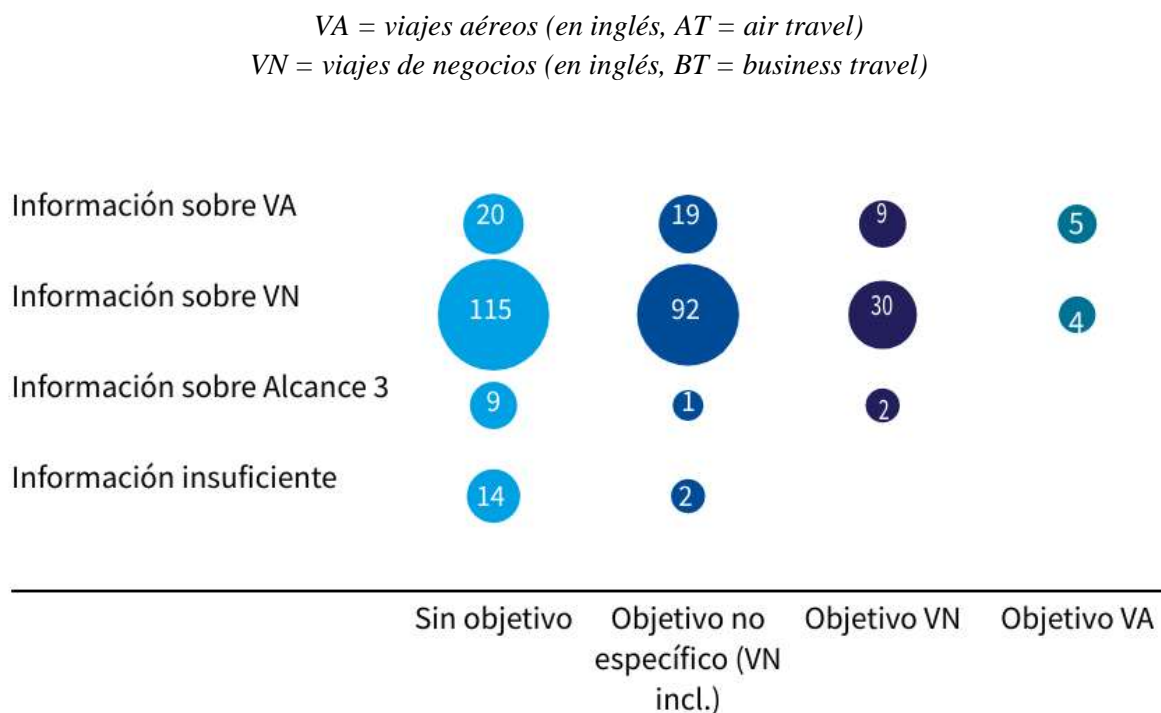 VA = viajes aéreos (en inglés, AT = air travel)
VN = viajes de negocios (en inglés, BT = business travel)
Información sobre VA 20 19 9 5
Información sobre VN 115 92 30 4
Información sobre Alcance 3 9 1 2
Información insuficiente 14 2
Sin objetivo Objetivo no Objetivo VN Objetivo VA
específico (VN
incl.)